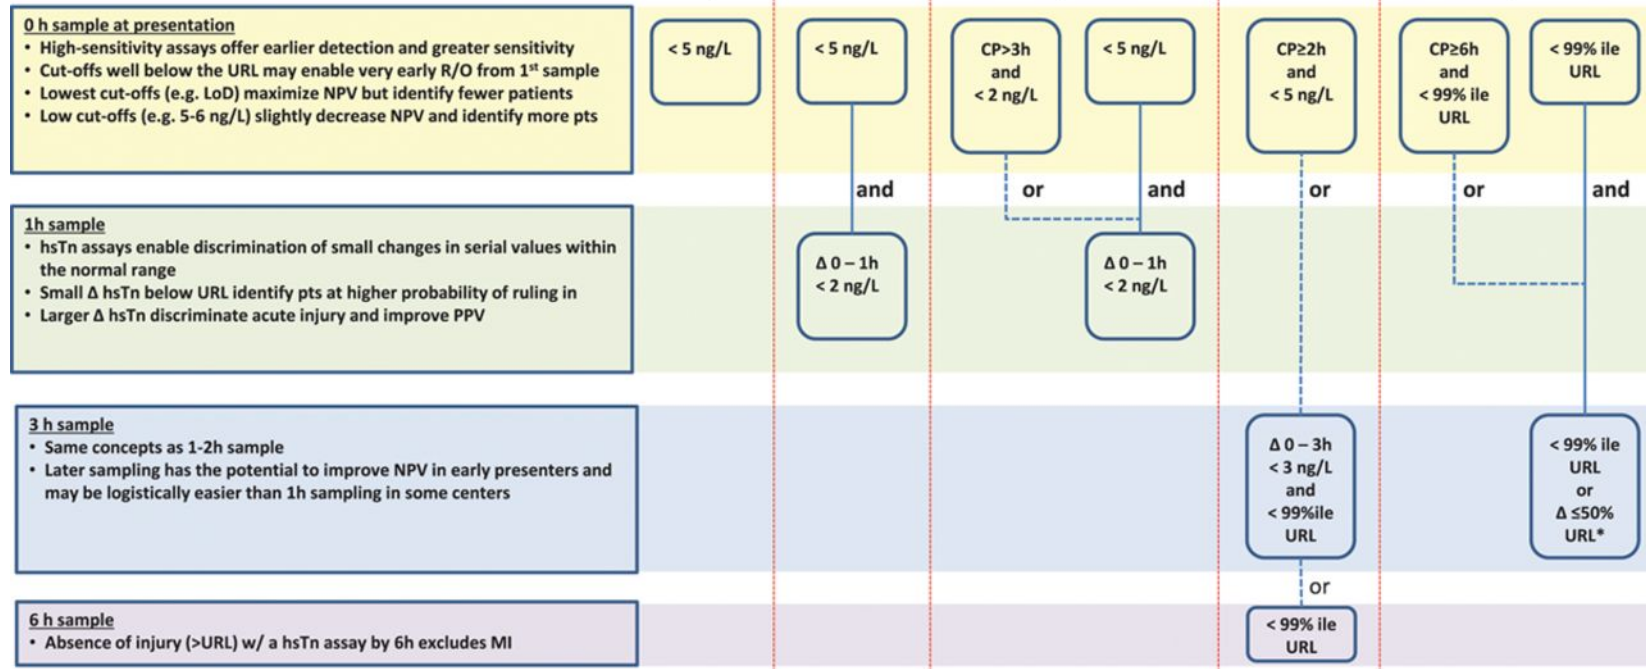 0 h sample at presentation
• High-sensitivity assays offer earlier detection and greater sensitivity
• Cut-offs well below the URL may enable very early R/O from 1st sample
• Lowest cut-offs (e.g. LoD) maximize NPV but identify fewer patients
• Low cut-offs (e.g. 5-6 ng/L) slightly decrease NPV and identify more pts
< 5 ng/L
< 5 ng/L
CP>3h
and
< 2 ng/L
< 5 ng/L
CP≥2h
and
< 5 ng/L
CP≥6h
and
< 99% ile
URL
< 99% ile
URL
and
or
and
or
or
and
1h sample
• hsTn assays enable discrimination of small changes in serial values within
the normal range
• Small Δ hsTn below URL identify pts at higher probability of ruling in
• Larger Δ hsTn discriminate acute injury and improve PPV
Δ 0 – 1h
< 2 ng/L
Δ 0 – 1h
< 2 ng/L
3 h sample
• Same concepts as 1-2h sample
• Later sampling has the potential to improve NPV in early presenters and
may be logistically easier than 1h sampling in some centers
Δ 0 – 3h
< 3 ng/L
and
< 99%ile
URL
< 99% ile
URL
or
Δ ≤50%
URL*
or
6 h sample
• Absence of injury (>URL) w/ a hsTn assay by 6h excludes MI
< 99% ile
URL